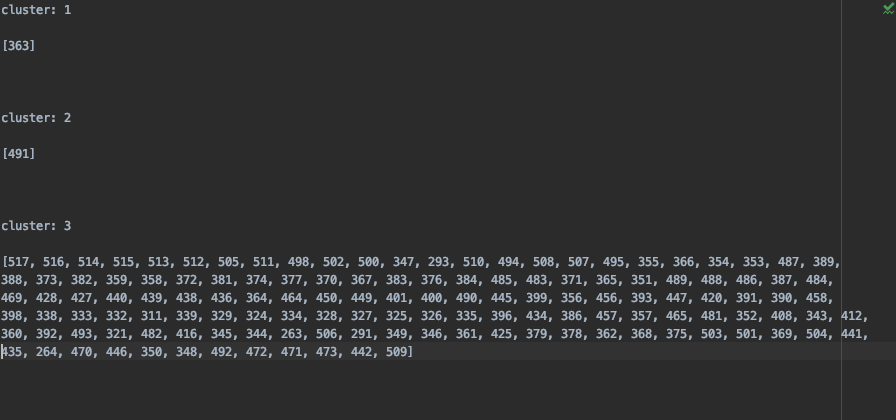 cluster: 1
[363]
cluster: 2
[491]
cluster: 3
[517, 516, 514, 515, 513, 512, 505, 511, 498, 502, 500, 347, 293, 510, 494, 508, 507, 495, 355, 366, 354, 353, 487, 389,
388, 373, 382, 359, 358, 372, 381, 374, 377, 370, 367, 383, 376, 384, 485, 483, 371, 365, 351, 489, 488, 486, 387, 484,
469, 428, 427, 440, 439, 438, 436, 364, 464, 450, 449, 401, 400, 490, 445, 399, 356, 456, 393, 447, 420, 391, 390, 458,
398, 338, 333, 332, 311, 339, 329, 324, 334, 328, 327, 325, 326, 335, 396, 434, 386, 457, 357, 465, 481, 352, 408, 343, 412,
360, 392, 493, 321, 482, 416, 345, 344, 263, 506, 291, 349, 346, 361, 425, 379, 378, 362, 368, 375, 503, 501, 369, 504, 441,
435, 264, 470, 446, 350, 348, 492, 472, 471, 473, 442, 509]